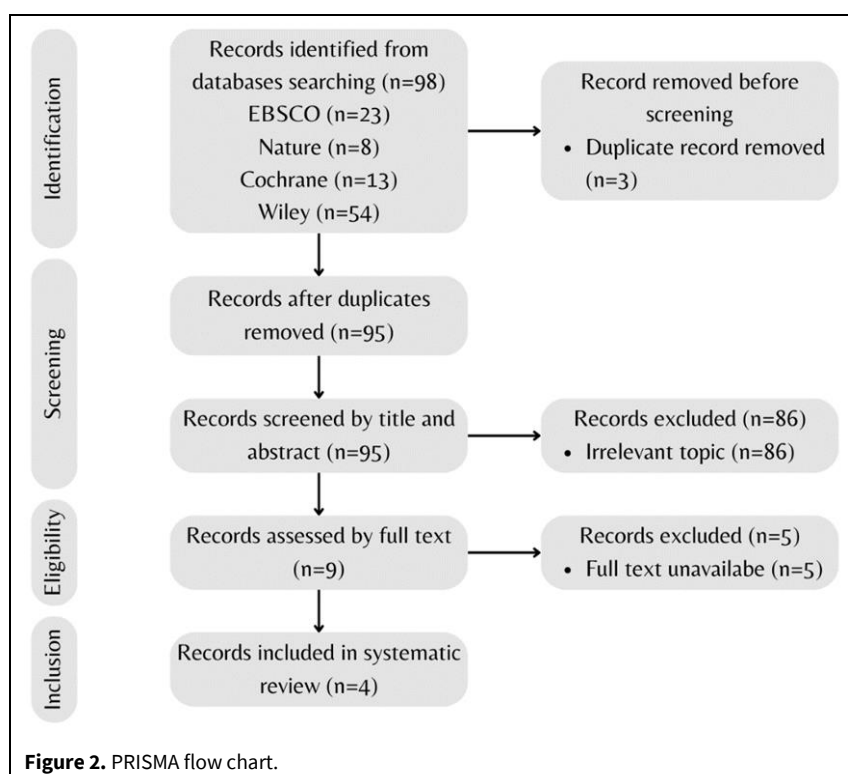 Identification
Records identified from
databases searching (n=98)
EBSCO (n=23)
Nature (n=8)
Cochrane (n=13)
Wiley (n=54)
Record removed before
screening
• Duplicate record removed
(n=3)
Screening
Records after duplicates
removed (n=95)
Records screened by title and
abstract (n=95)
Records excluded (n=86)
• Irrelevant topic (n=86)
Eligibility
Records assessed by full text
(n=9)
Records excluded (n=5)
• Full text unavailabe (n=5)
Inclusion
Records included in systematic
review (n=4)
Figure 2. PRISMA flow chart.